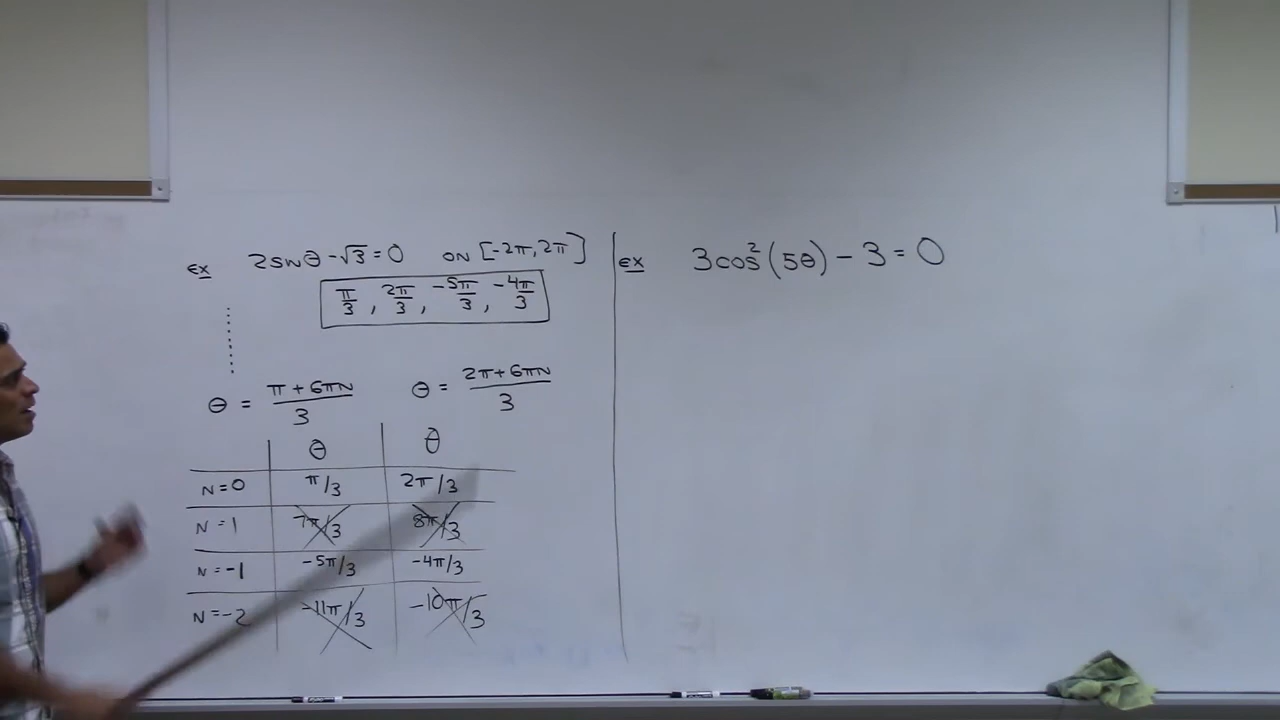 ex 2sinθ - √3 = 0 on [-2π, 2π]
π/3, 2π/3, -5π/3, -4π/3
θ = (π + 6πN)/3 θ = (2π + 6πN)/3
θ θ
N=0 π/3 2π/3
N=1 7π/3 8π/3
N=-1 -5π/3 -4π/3
N=-2 -11π/3 -10π/3
ex 3cos²(5θ) - 3 = 0